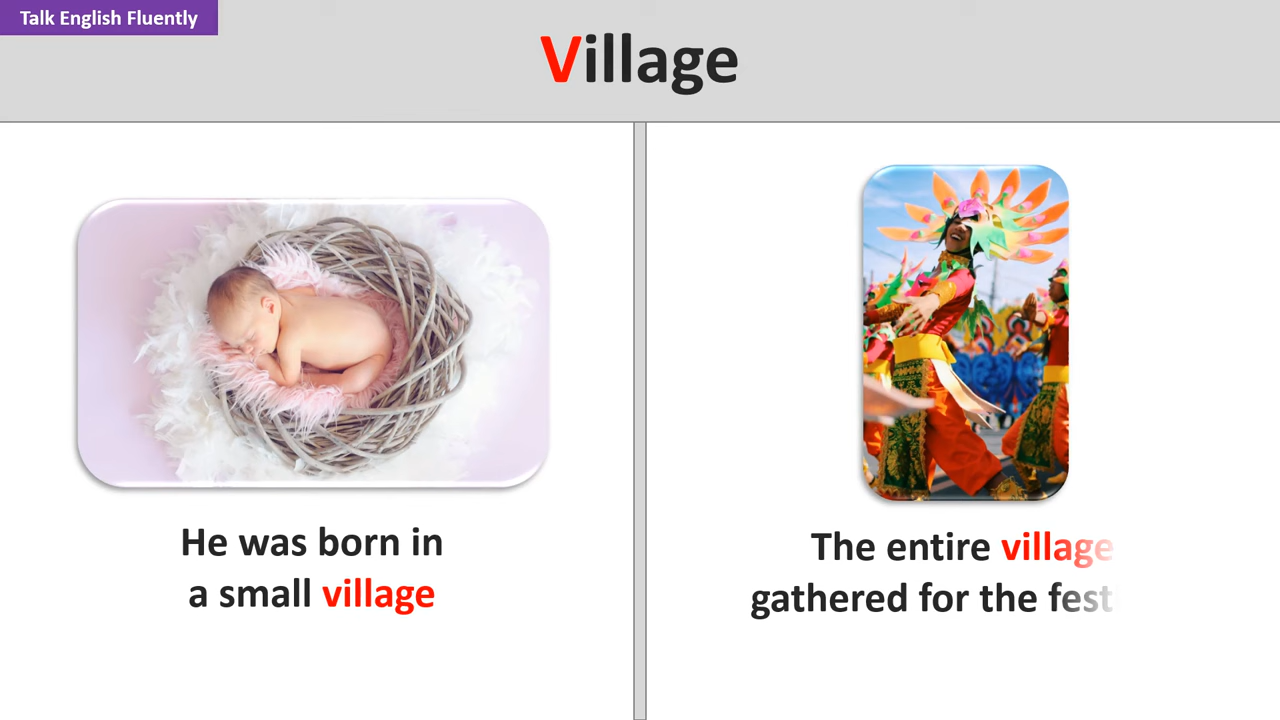 Talk English Fluently
Village
He was born in
a small village
The entire village
gathered for the